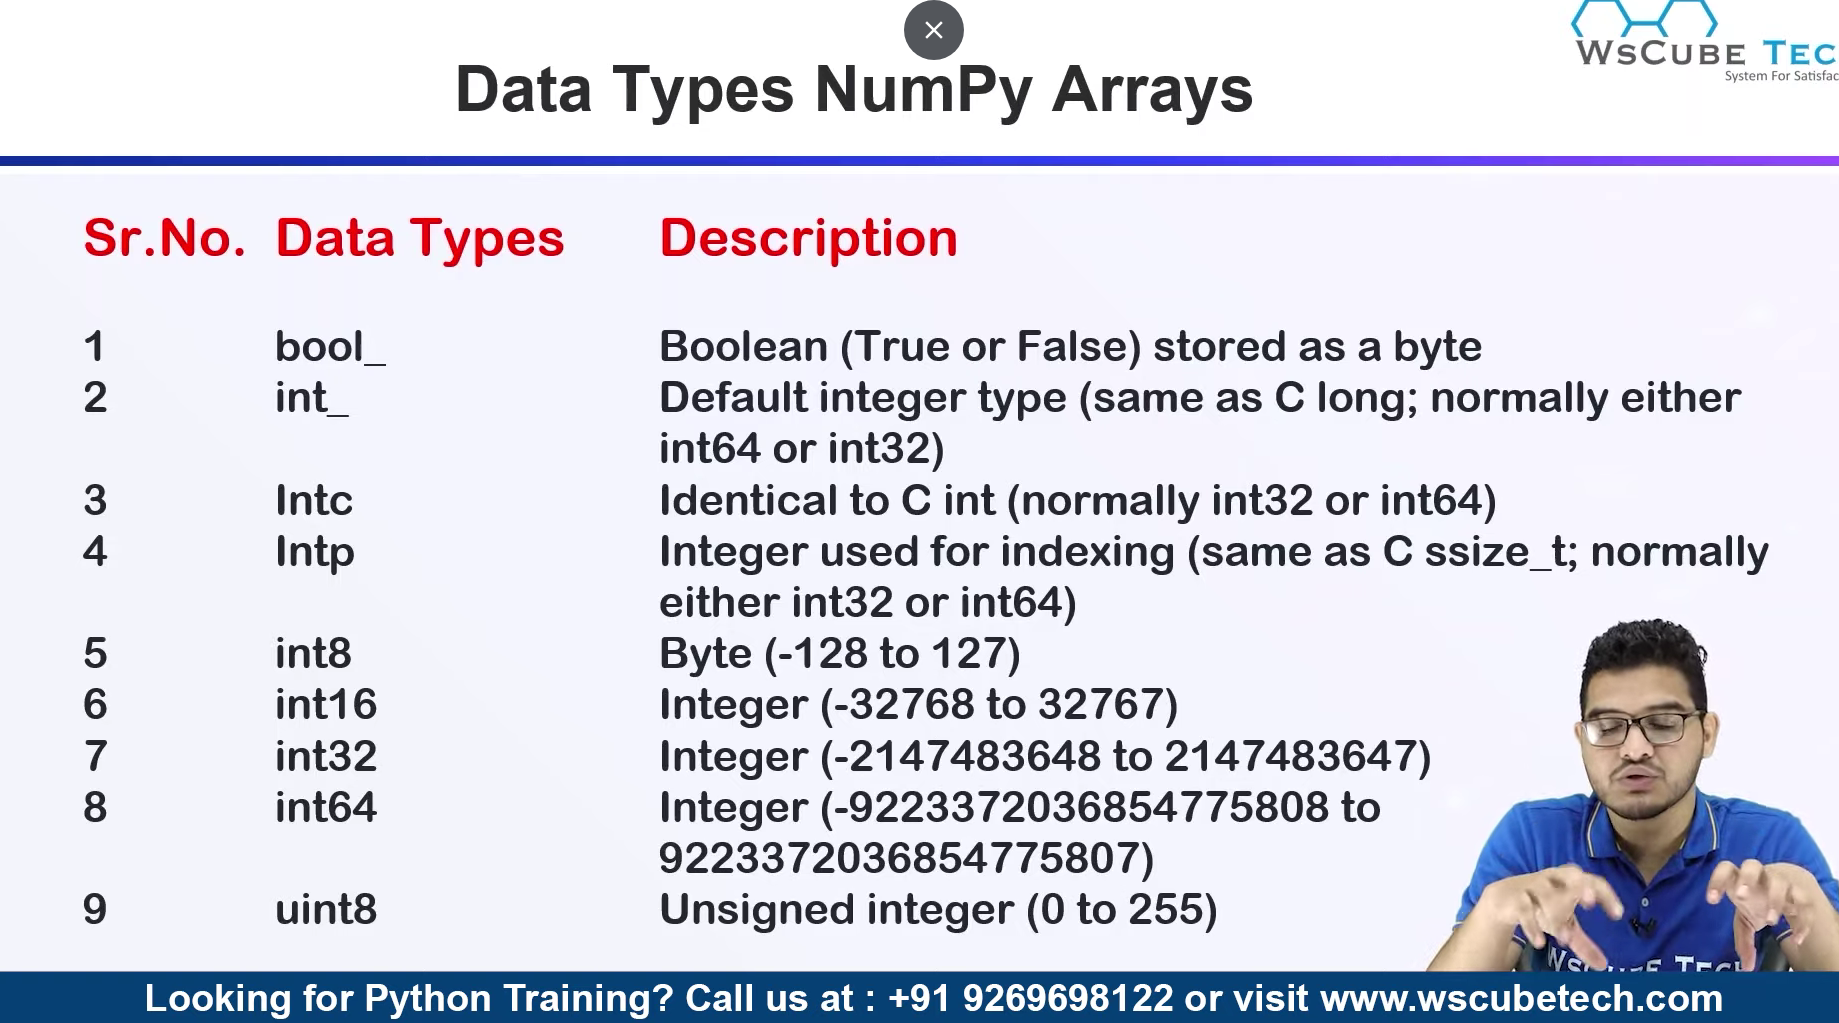 WsCube Tec
System For Satisfac
Data Types NumPy Arrays
Sr.No. Data Types Description
1 bool_ Boolean (True or False) stored as a byte
2 int_ Default integer type (same as C long; normally either
int64 or int32)
3 Intc Identical to C int (normally int32 or int64)
4 Intp Integer used for indexing (same as C ssize_t; normally
either int32 or int64)
5 int8 Byte (-128 to 127)
6 int16 Integer (-32768 to 32767)
7 int32 Integer (-2147483648 to 2147483647)
8 int64 Integer (-9223372036854775808 to
9223372036854775807)
9 uint8 Unsigned integer (0 to 255)
Looking for Python Training? Call us at : +91 9269698122 or visit www.wscubetech.com